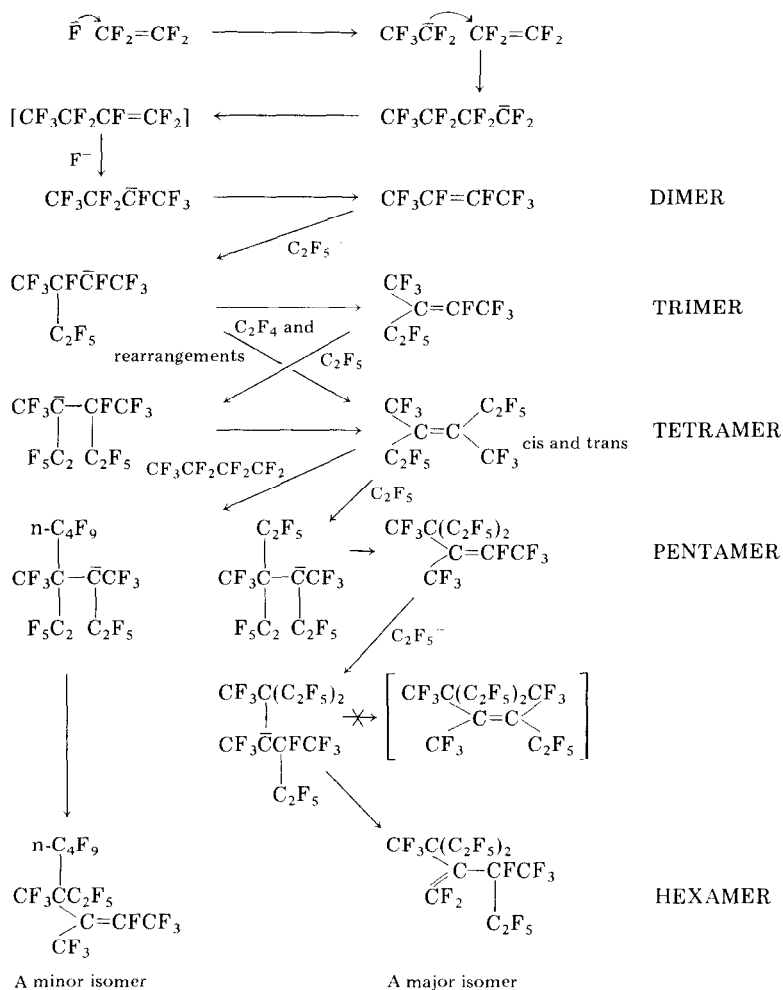 F̄ CF₂=CF₂ CF₃C̄F₂ CF₂=CF₂
[CF₃CF₂CF=CF₂] CF₃CF₂CF₂C̄F₂
F⁻
CF₃CF₂C̄FCF₃ CF₃CF=CFCF₃ DIMER
C₂F₅⁻
CF₃CFC̄FCF₃ CF₃
C=CFCF₃ TRIMER
C₂F₅ C₂F₄ and C₂F₅
rearrangements C₂F₅
CF₃C̄—CFCF₃ CF₃ C₂F₅
C=C cis and trans TETRAMER
F₅C₂ C₂F₅ C₂F₅ CF₃
CF₃CF₂CF₂CF₂
C₂F₅
n-C₄F₉ C₂F₅ CF₃C(C₂F₅)₂
CF₃C—C̄CF₃ CF₃C—C̄CF₃ C=CFCF₃ PENTAMER
F₅C₂ C₂F₅ F₅C₂ C₂F₅ CF₃
C₂F₅⁻
CF₃C(C₂F₅)₂ CF₃C(C₂F₅)₂CF₃
CF₃C̄CFCF₃ C=C
C₂F₅ CF₃ C₂F₅
n-C₄F₉ CF₃C(C₂F₅)₂
CF₃CC₂F₅ C—CFCF₃
C=CFCF₃ CF₂ HEXAMER
CF₃ C₂F₅
A minor isomer A major isomer